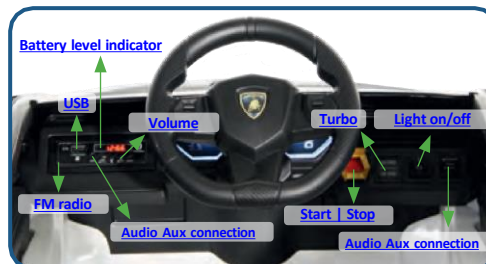 Battery level indicator
USB
Volume
Turbo
Light on/off
FM radio
Start | Stop
Audio Aux connection
Audio Aux connection